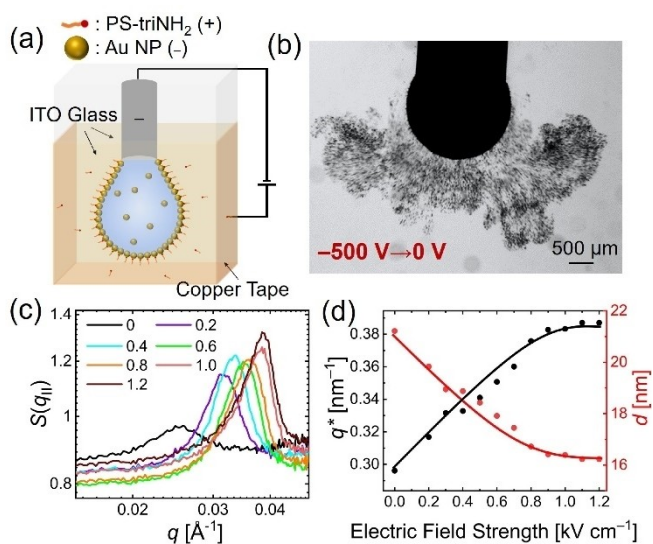 (a)
: PS-triNH₂ (+)
: Au NP (–)
ITO Glass
–
Copper Tape
(b)
–500 V→0 V
500 μm
(c)
1.4
1.2
1
0.8
S(q||)
0 0.2
0.4 0.6
0.8 1.0
1.2
0.02 0.03 0.04
q [Å⁻¹]
(d)
0.38
0.36
0.34
0.32
0.30
q* [nm⁻¹]
22
21
20
19
18
17
16
15
d [nm]
0.0 0.2 0.4 0.6 0.8 1.0 1.2
Electric Field Strength [kV cm⁻¹]